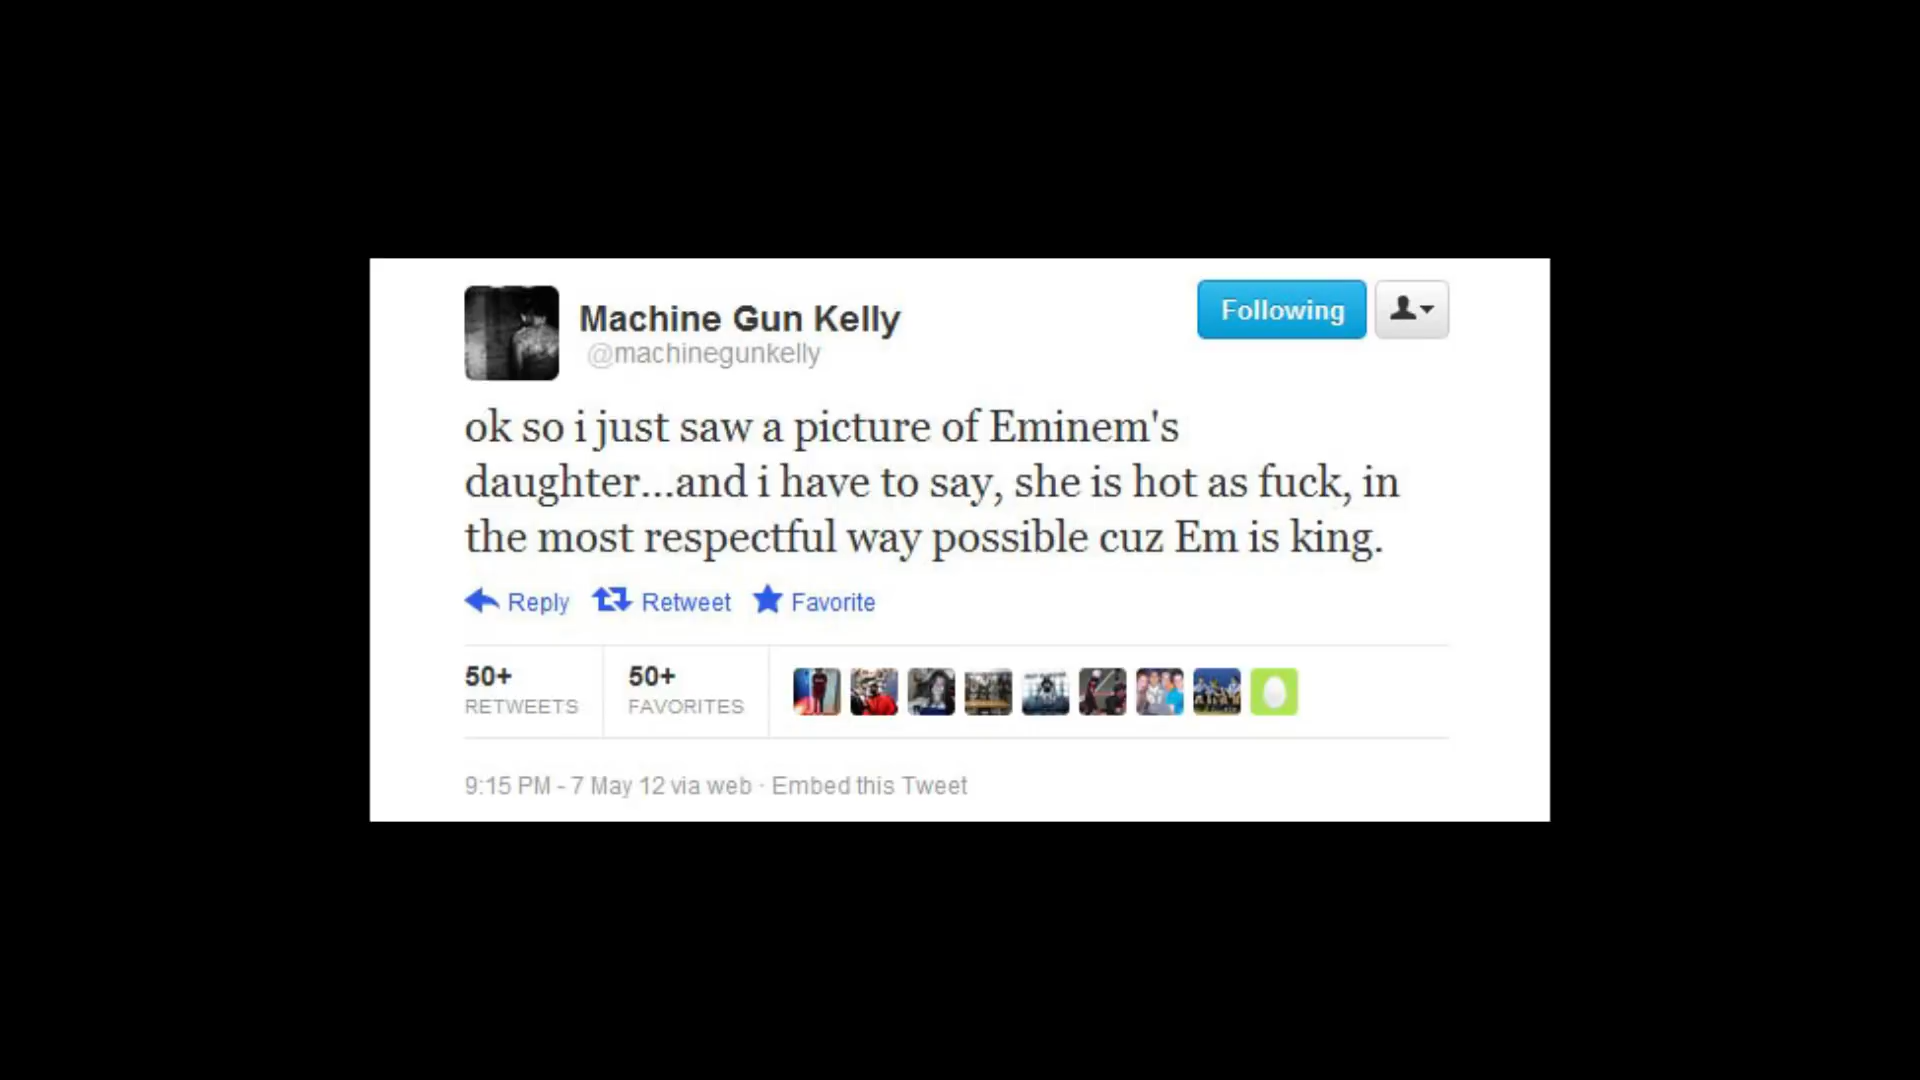 Machine Gun Kelly
@machinegunkelly
Following
ok so i just saw a picture of Eminem's
daughter...and i have to say, she is hot as fuck, in
the most respectful way possible cuz Em is king.
Reply Retweet Favorite
50+ 50+
RETWEETS FAVORITES
9:15 PM - 7 May 12 via web · Embed this Tweet